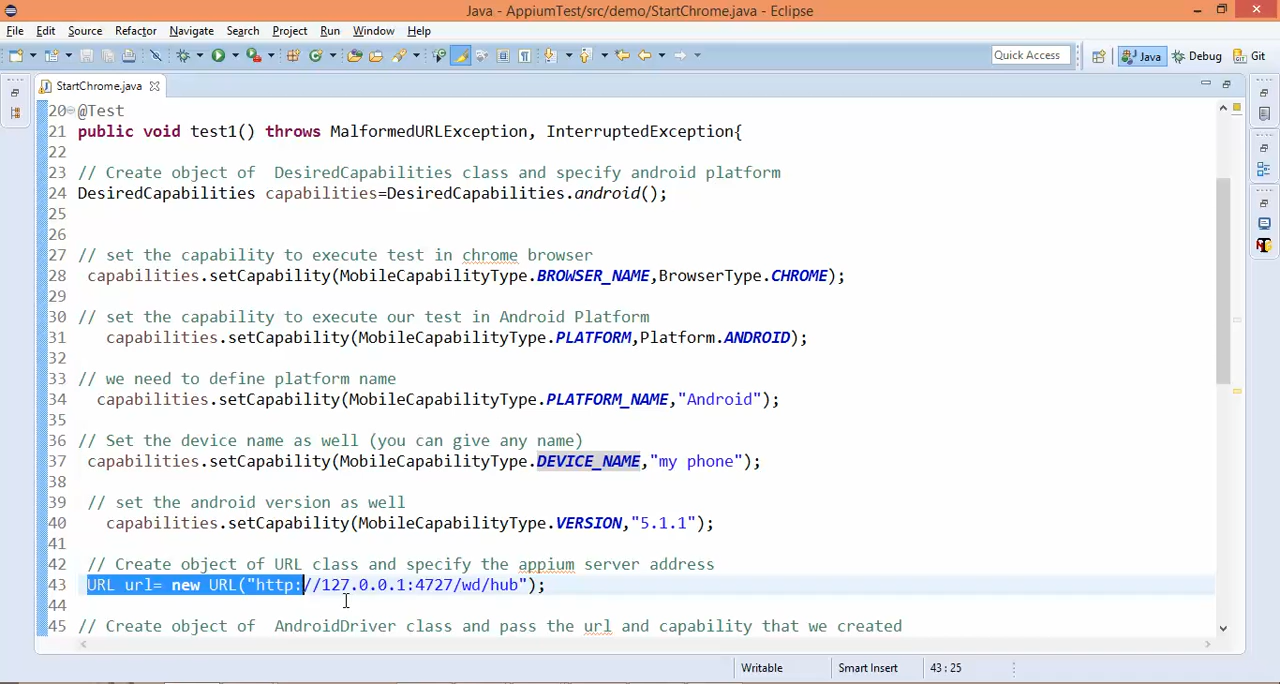 Java - AppiumTest/src/demo/StartChrome.java - Eclipse
File Edit Source Refactor Navigate Search Project Run Window Help
Quick Access Java Debug Git
StartChrome.java
20 @Test
21 public void test1() throws MalformedURLException, InterruptedException{
22
23 // Create object of  DesiredCapabilities class and specify android platform
24 DesiredCapabilities capabilities=DesiredCapabilities.android();
25
26
27 // set the capability to execute test in chrome browser
28 capabilities.setCapability(MobileCapabilityType.BROWSER_NAME,BrowserType.CHROME);
29
30 // set the capability to execute our test in Android Platform
31 capabilities.setCapability(MobileCapabilityType.PLATFORM,Platform.ANDROID);
32
33 // we need to define platform name
34 capabilities.setCapability(MobileCapabilityType.PLATFORM_NAME,"Android");
35
36 // Set the device name as well (you can give any name)
37 capabilities.setCapability(MobileCapabilityType.DEVICE_NAME,"my phone");
38
39 // set the android version as well
40 capabilities.setCapability(MobileCapabilityType.VERSION,"5.1.1");
41
42 // Create object of URL class and specify the appium server address
43 URL url= new URL("http://127.0.0.1:4727/wd/hub");
44
45 // Create object of  AndroidDriver class and pass the url and capability that we created
Writable Smart Insert 43 : 25